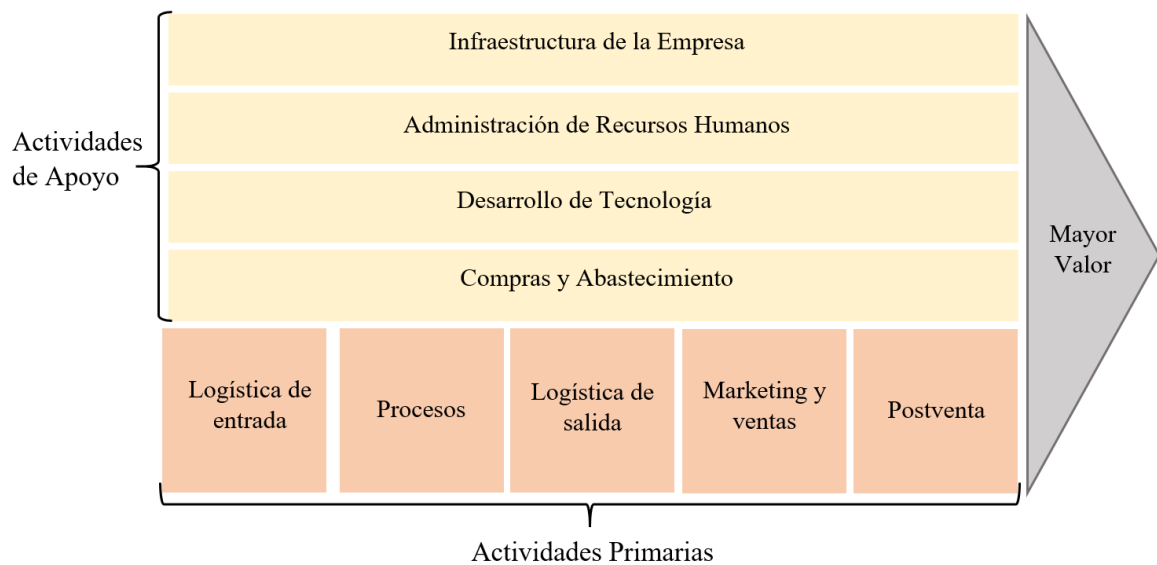 Infraestructura de la Empresa
Administración de Recursos Humanos
Actividades
de Apoyo
Desarrollo de Tecnología
Compras y Abastecimiento
Mayor
Valor
Logística de
entrada
Procesos
Logística de
salida
Marketing y
ventas
Postventa
Actividades Primarias